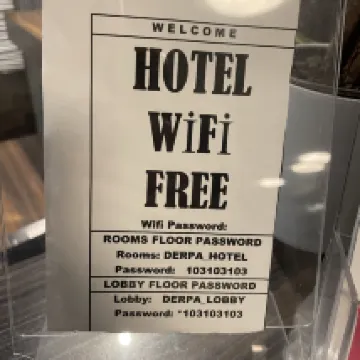 WELCOME
HOTEL
WiFi
FREE
Wifi Password:
ROOMS FLOOR PASSWORD
Rooms: DERPA_HOTEL
Password: 103103103
LOBBY FLOOR PASSWORD
Lobby: DERPA_LOBBY
Password: *103103103